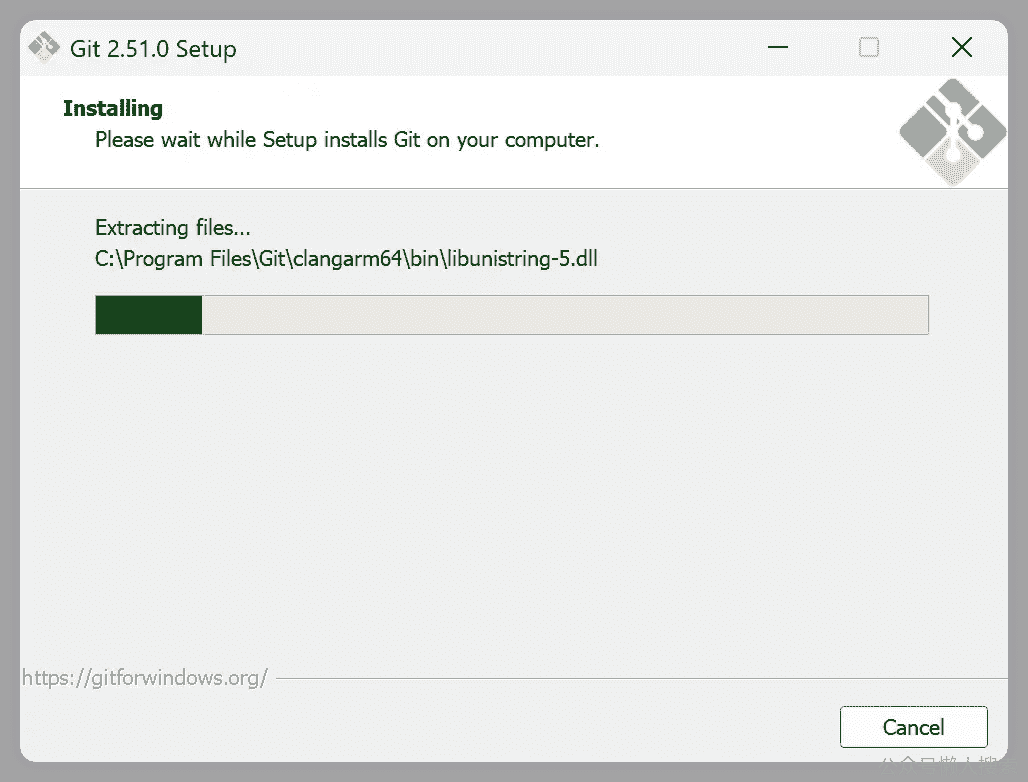 Git 2.51.0 Setup
Installing
Please wait while Setup installs Git on your computer.
Extracting files...
C:\Program Files\Git\clangarm64\bin\libunistring-5.dll
https://gitforwindows.org/
Cancel